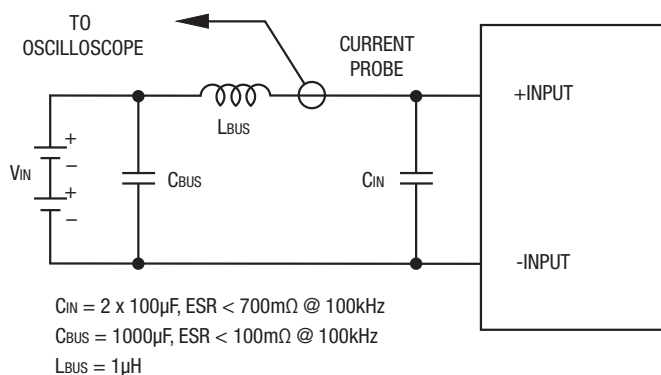 TO
OSCILLOSCOPE
CURRENT
PROBE
+INPUT
LBUS
+
−
VIN
+
−
CBUS
CIN
-INPUT
CIN = 2 x 100µF, ESR < 700mΩ @ 100kHz
CBUS = 1000µF, ESR < 100mΩ @ 100kHz
LBUS = 1µH